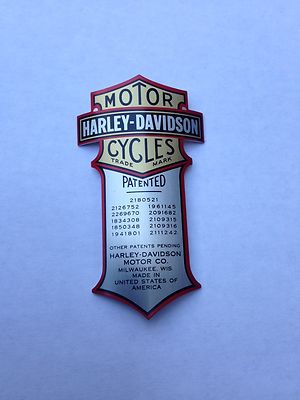 MOTOR
HARLEY-DAVIDSON
CYCLES
TRADE MARK
PATENTED
2180521
2126752 1961145
2269670 2091682
1834308 2109315
1850348 2109316
1941801 2111242
OTHER PATENTS PENDING
HARLEY-DAVIDSON
MOTOR CO.
MILWAUKEE, WIS.
MADE IN
UNITED STATES OF
AMERICA